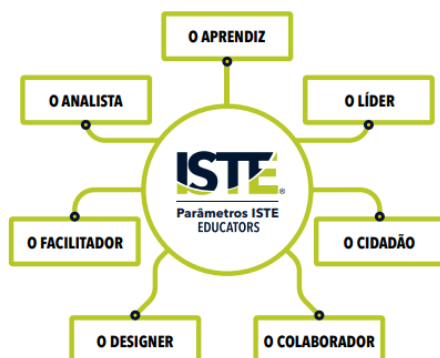 O APRENDIZ
O ANALISTA
O LÍDER
ISTE®
Parâmetros ISTE
EDUCATORS
O FACILITADOR
O CIDADÃO
O DESIGNER
O COLABORADOR